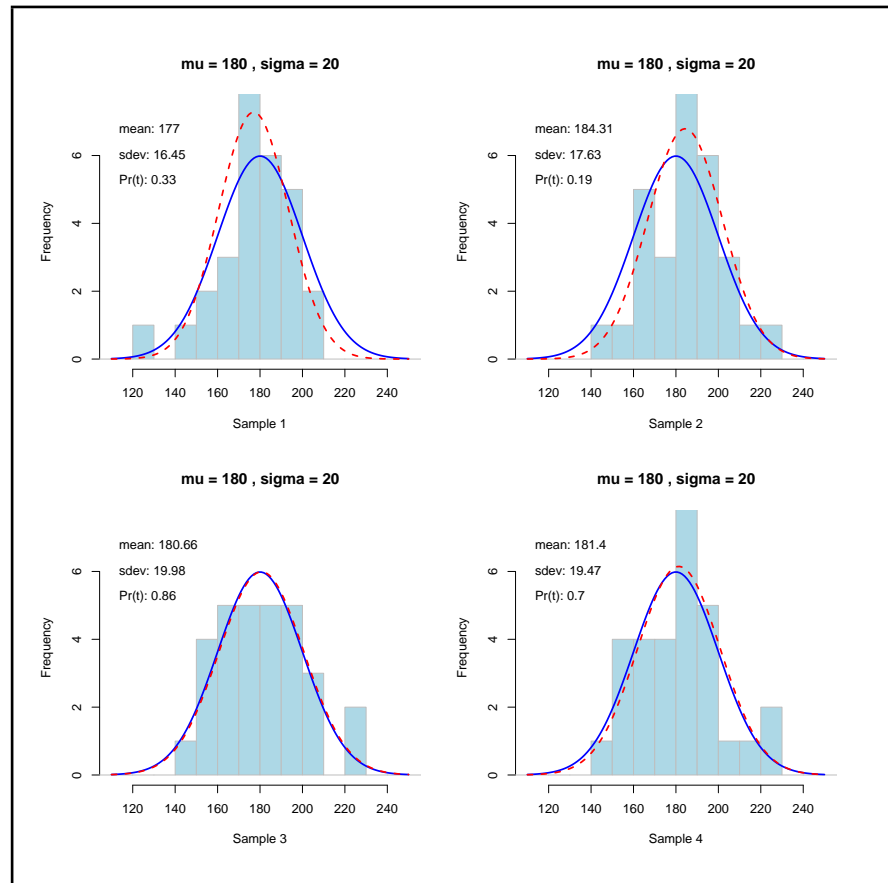 mu = 180 , sigma = 20
mean: 177
sdev: 16.45
Pr(t): 0.33
Frequency
0 2 4 6
120 140 160 180 200 220 240
Sample 1
mu = 180 , sigma = 20
mean: 184.31
sdev: 17.63
Pr(t): 0.19
Frequency
0 2 4 6
120 140 160 180 200 220 240
Sample 2
mu = 180 , sigma = 20
mean: 180.66
sdev: 19.98
Pr(t): 0.86
Frequency
0 2 4 6
120 140 160 180 200 220 240
Sample 3
mu = 180 , sigma = 20
mean: 181.4
sdev: 19.47
Pr(t): 0.7
Frequency
0 2 4 6
120 140 160 180 200 220 240
Sample 4